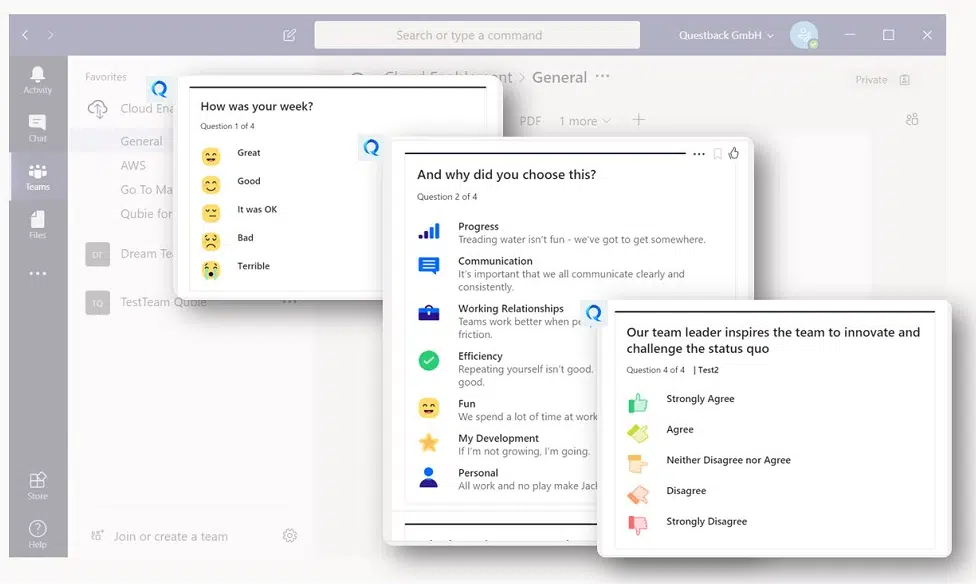 Search or type a command
Questback GmbH
Activity
Chat
Teams
Files
Store
Help
Favorites
General
AWS
Go To Ma
Qubie for
DT
Dream Te
TQ
TestTeam Qubie
Join or create a team
Cloud Enablement > General
PDF
1 more
Private
How was your week?
Question 1 of 4
Great
Good
It was OK
Bad
Terrible
And why did you choose this?
Question 2 of 4
Progress
Treading water isn't fun - we've got to get somewhere.
Communication
It's important that we all communicate clearly and
consistently.
Working Relationships
Teams work better when pe
friction.
Efficiency
Repeating yourself isn't good.
good.
Fun
We spend a lot of time at work
My Development
If I'm not growing, I'm going.
Personal
All work and no play make Jack
Our team leader inspires the team to innovate and
challenge the status quo
Question 4 of 4 | Test2
Strongly Agree
Agree
Neither Disagree nor Agree
Disagree
Strongly Disagree